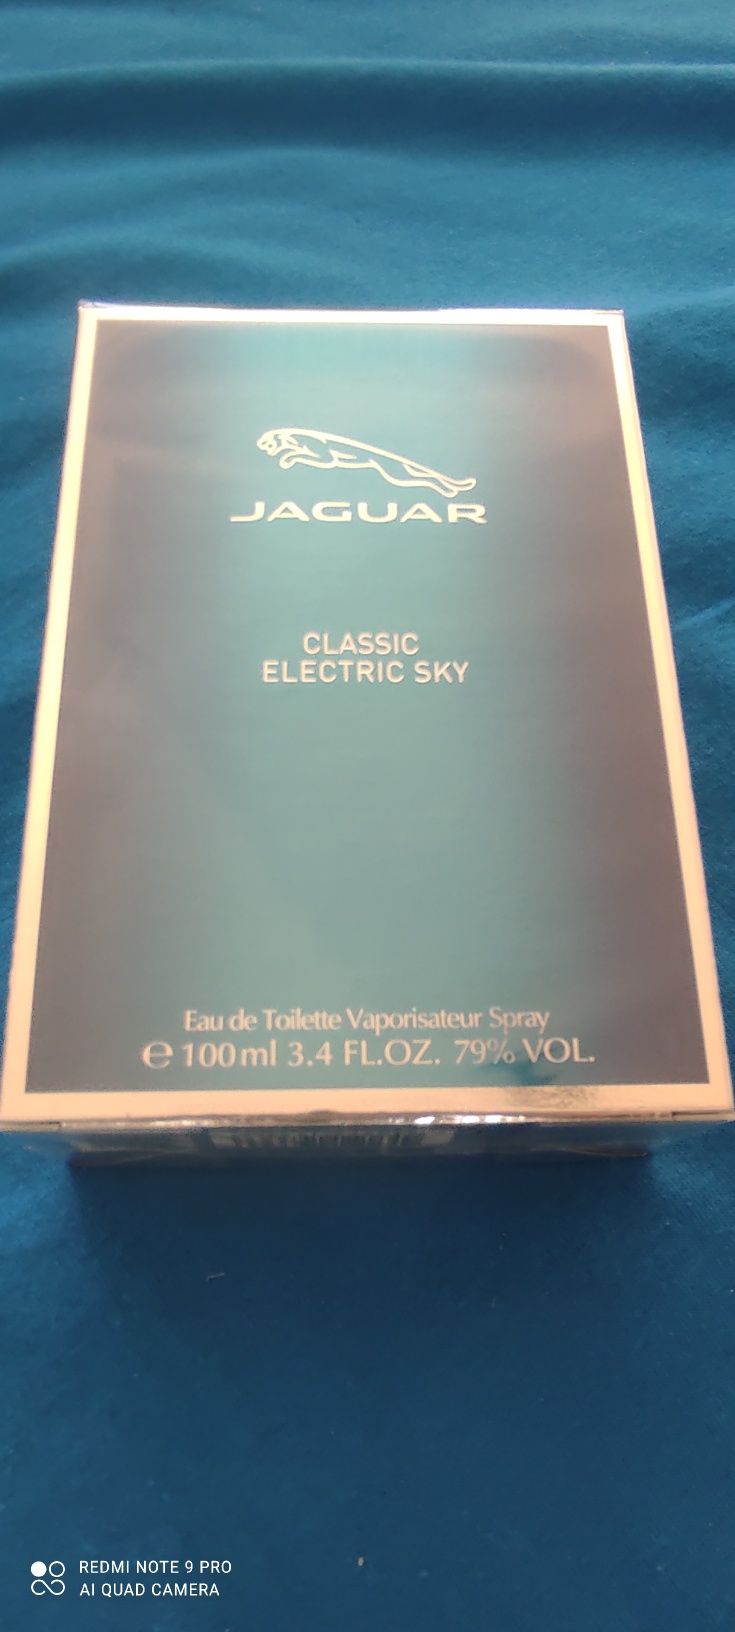 JAGUAR
CLASSIC
ELECTRIC SKY
Eau de Toilette Vaporisateur Spray
℮ 100ml 3.4 FL.OZ. 79% VOL.
REDMI NOTE 9 PRO
AI QUAD CAMERA